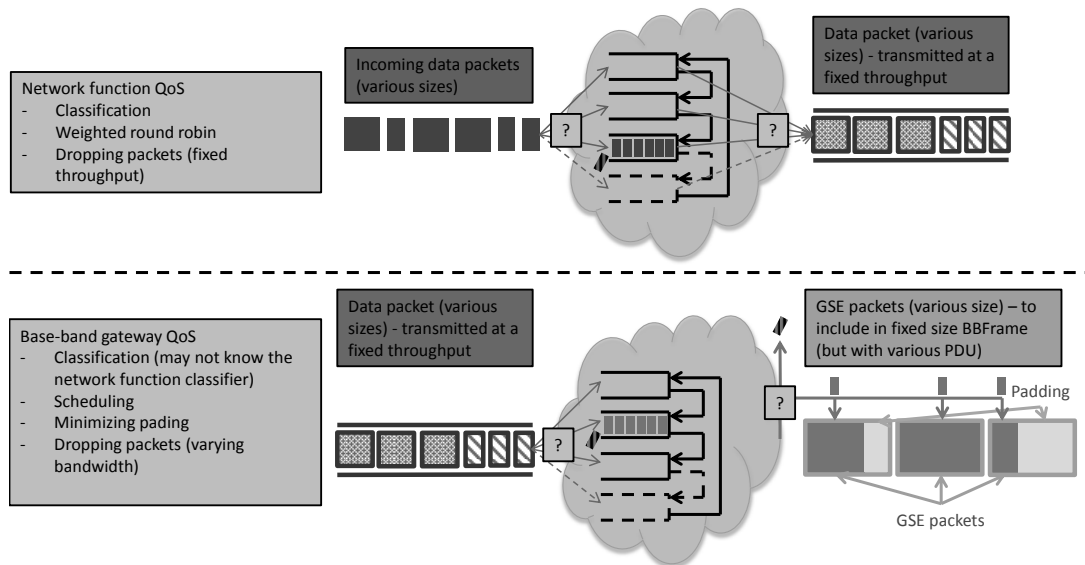 Network function QoS
- Classification
- Weighted round robin
- Dropping packets (fixed
throughput)
Incoming data packets
(various sizes)
?
?
Data packet (various
sizes) - transmitted at a
fixed throughput
Base-band gateway QoS
- Classification (may not know the
network function classifier)
- Scheduling
- Minimizing pading
- Dropping packets (varying
bandwidth)
Data packet (various
sizes) - transmitted at a
fixed throughput
?
?
GSE packets (various size) – to
include in fixed size BBFrame
(but with various PDU)
Padding
GSE packets